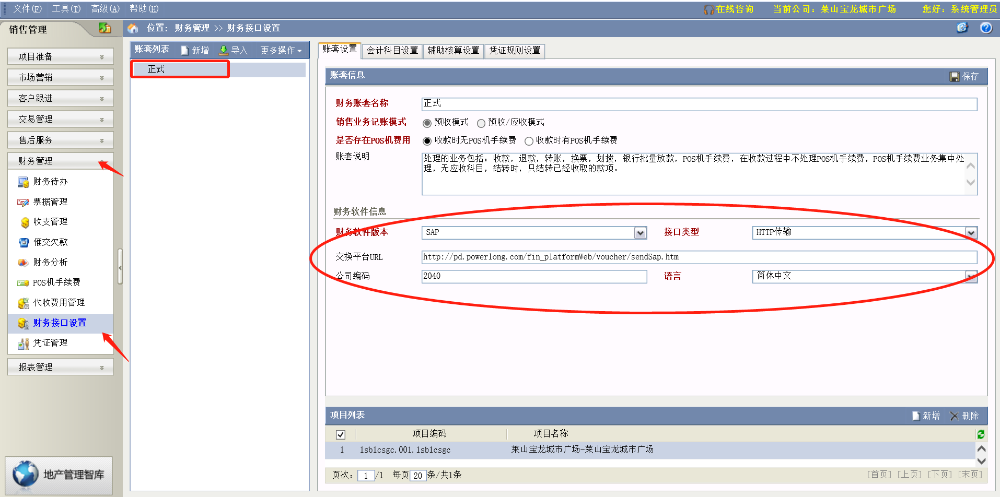 文件(F) 工具(T) 高级(A) 帮助(H) 在线咨询 当前公司：莱山宝龙城市广场 您好：系统管理员
销售管理
位置： 财务管理 >> 财务接口设置
项目准备
市场营销
客户跟进
交易管理
售后服务
财务管理
财务待办
票据管理
收支管理
催交欠款
财务分析
POS机手续费
代收费用管理
财务接口设置
凭证管理
报表管理
地产管理智库
账套列表 新增 导入 更多操作
正式
账套设置 会计科目设置 辅助核算设置 凭证规则设置
账套信息 保存
财务账套名称 正式
销售业务记账模式 预收模式 预收/应收模式
是否存在POS机费用 收款时无POS机手续费 收款时有POS机手续费
账套说明 处理的业务包括：收款，退款，转账，换票，划拨，银行批量放款，POS机手续费，在收款过程中不处理POS机手续费，POS机手续费业务集中处
理，无应收科目，结转时，只结转已经收取的款项。
财务软件信息
财务软件版本 SAP 接口类型 HTTP传输
交换平台URL http://pd.powerlong.com/fin_platformWeb/voucher/sendSap.htm
公司编码 2040 语言 简体中文
项目列表 新增 删除
项目编码 项目名称
1 lsblcsgc.001.lsblcsgc 莱山宝龙城市广场-莱山宝龙城市广场
页次： 1 /1 每页 20 条/共1条 [首页] [上页] [下页] [末页]